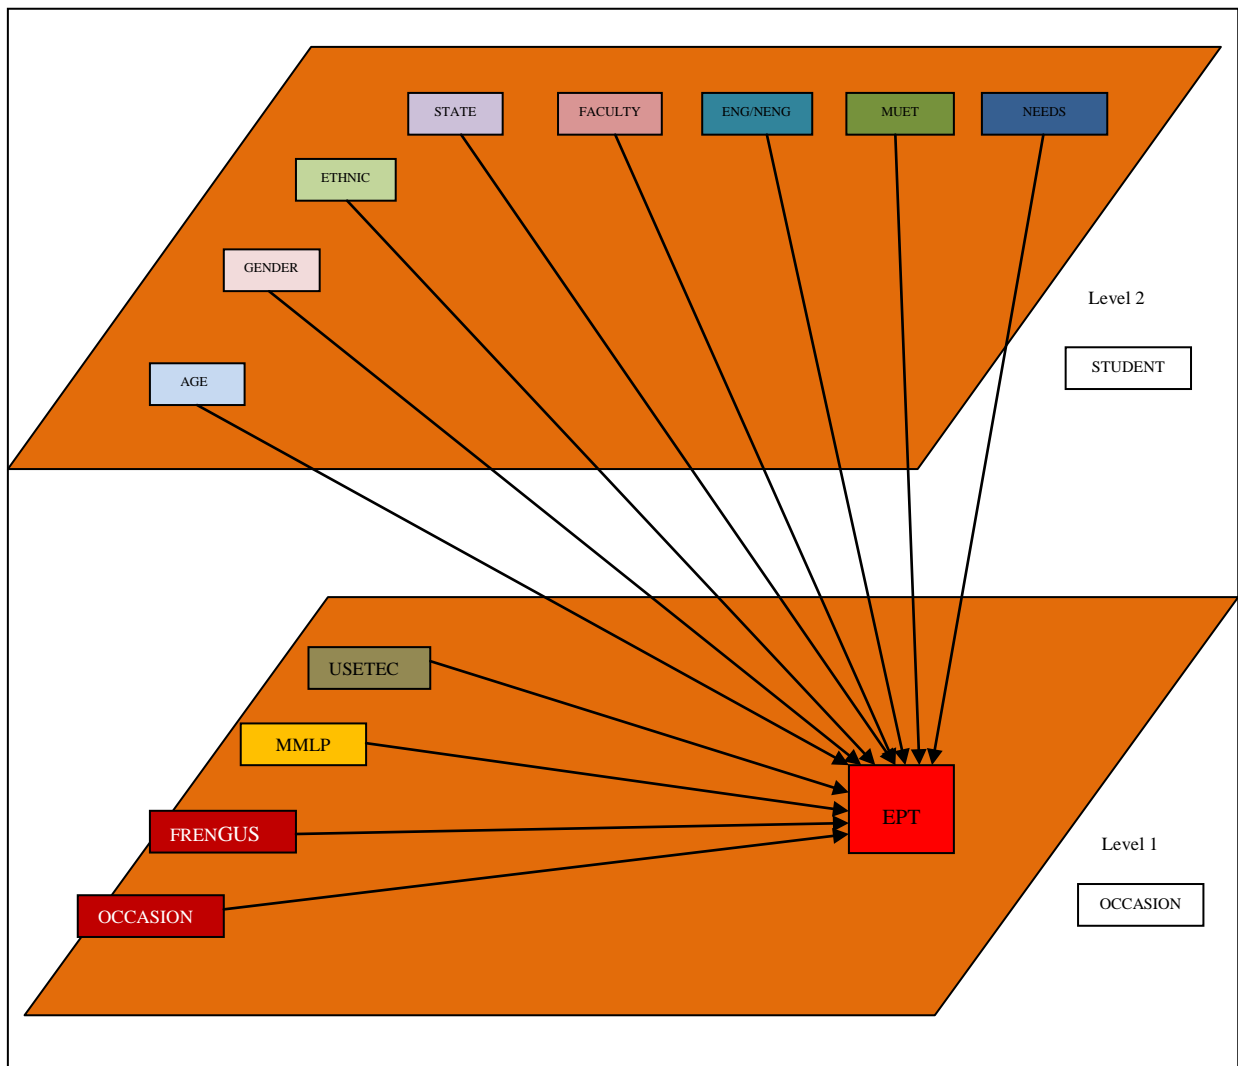 STATE
FACULTY
ENG/NENG
MUET
NEEDS
ETHNIC
GENDER
Level 2
STUDENT
AGE
USETEC
MMLP
EPT
FRENGUS
Level 1
OCCASION
OCCASION